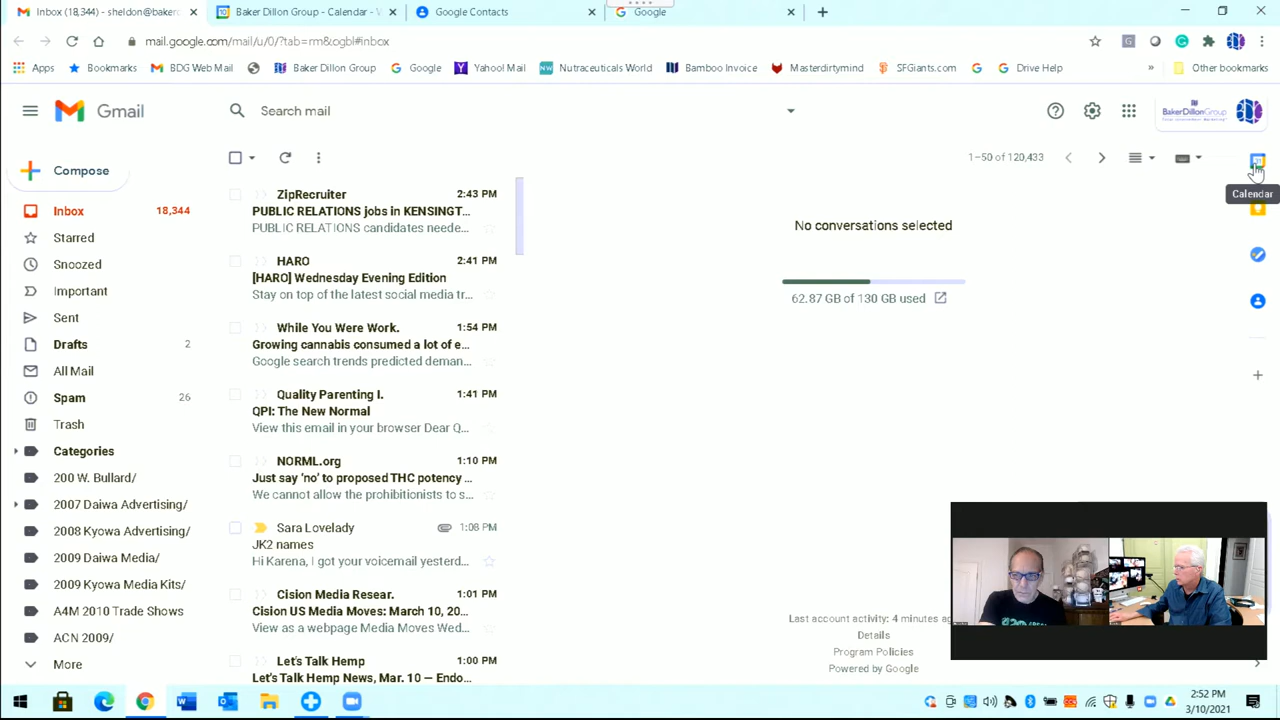 Inbox (18,344) - sheldon@baker
Baker Dillon Group - Calendar -
Google Contacts
Google
mail.google.com/mail/u/0/?tab=rm&ogbl#inbox
Apps
Bookmarks
BDG Web Mail
Baker Dillon Group
Google
Yahoo! Mail
Nutraceuticals World
Bamboo Invoice
Masterdirtymind
SFGiants.com
Drive Help
Other bookmarks
Gmail
Search mail
BakerDillonGroup
Compose
1–50 of 120,433
Calendar
Inbox 18,344
Starred
Snoozed
Important
Sent
Drafts 2
All Mail
Spam 26
Trash
Categories
200 W. Bullard/
2007 Daiwa Advertising/
2008 Kyowa Advertising/
2009 Daiwa Media/
2009 Kyowa Media Kits/
A4M 2010 Trade Shows
ACN 2009/
More
ZipRecruiter 2:43 PM
PUBLIC RELATIONS jobs in KENSINGT...
PUBLIC RELATIONS candidates neede...
HARO 2:41 PM
[HARO] Wednesday Evening Edition
Stay on top of the latest social media tr...
While You Were Work. 1:54 PM
Growing cannabis consumed a lot of e...
Google search trends predicted deman...
Quality Parenting I. 1:41 PM
QPI: The New Normal
View this email in your browser Dear Q...
NORML.org 1:10 PM
Just say 'no' to proposed THC potency ...
We cannot allow the prohibitionists to s...
Sara Lovelady 1:08 PM
JK2 names
Hi Karena, I got your voicemail yesterd...
Cision Media Resear. 1:01 PM
Cision US Media Moves: March 10, 20...
View as a webpage Media Moves Wed...
Let's Talk Hemp 1:00 PM
Let's Talk Hemp News, Mar. 10 — Endo...
No conversations selected
62.87 GB of 130 GB used
Last account activity: 4 minutes ag
Details
Program Policies
Powered by Google
2:52 PM
3/10/2021